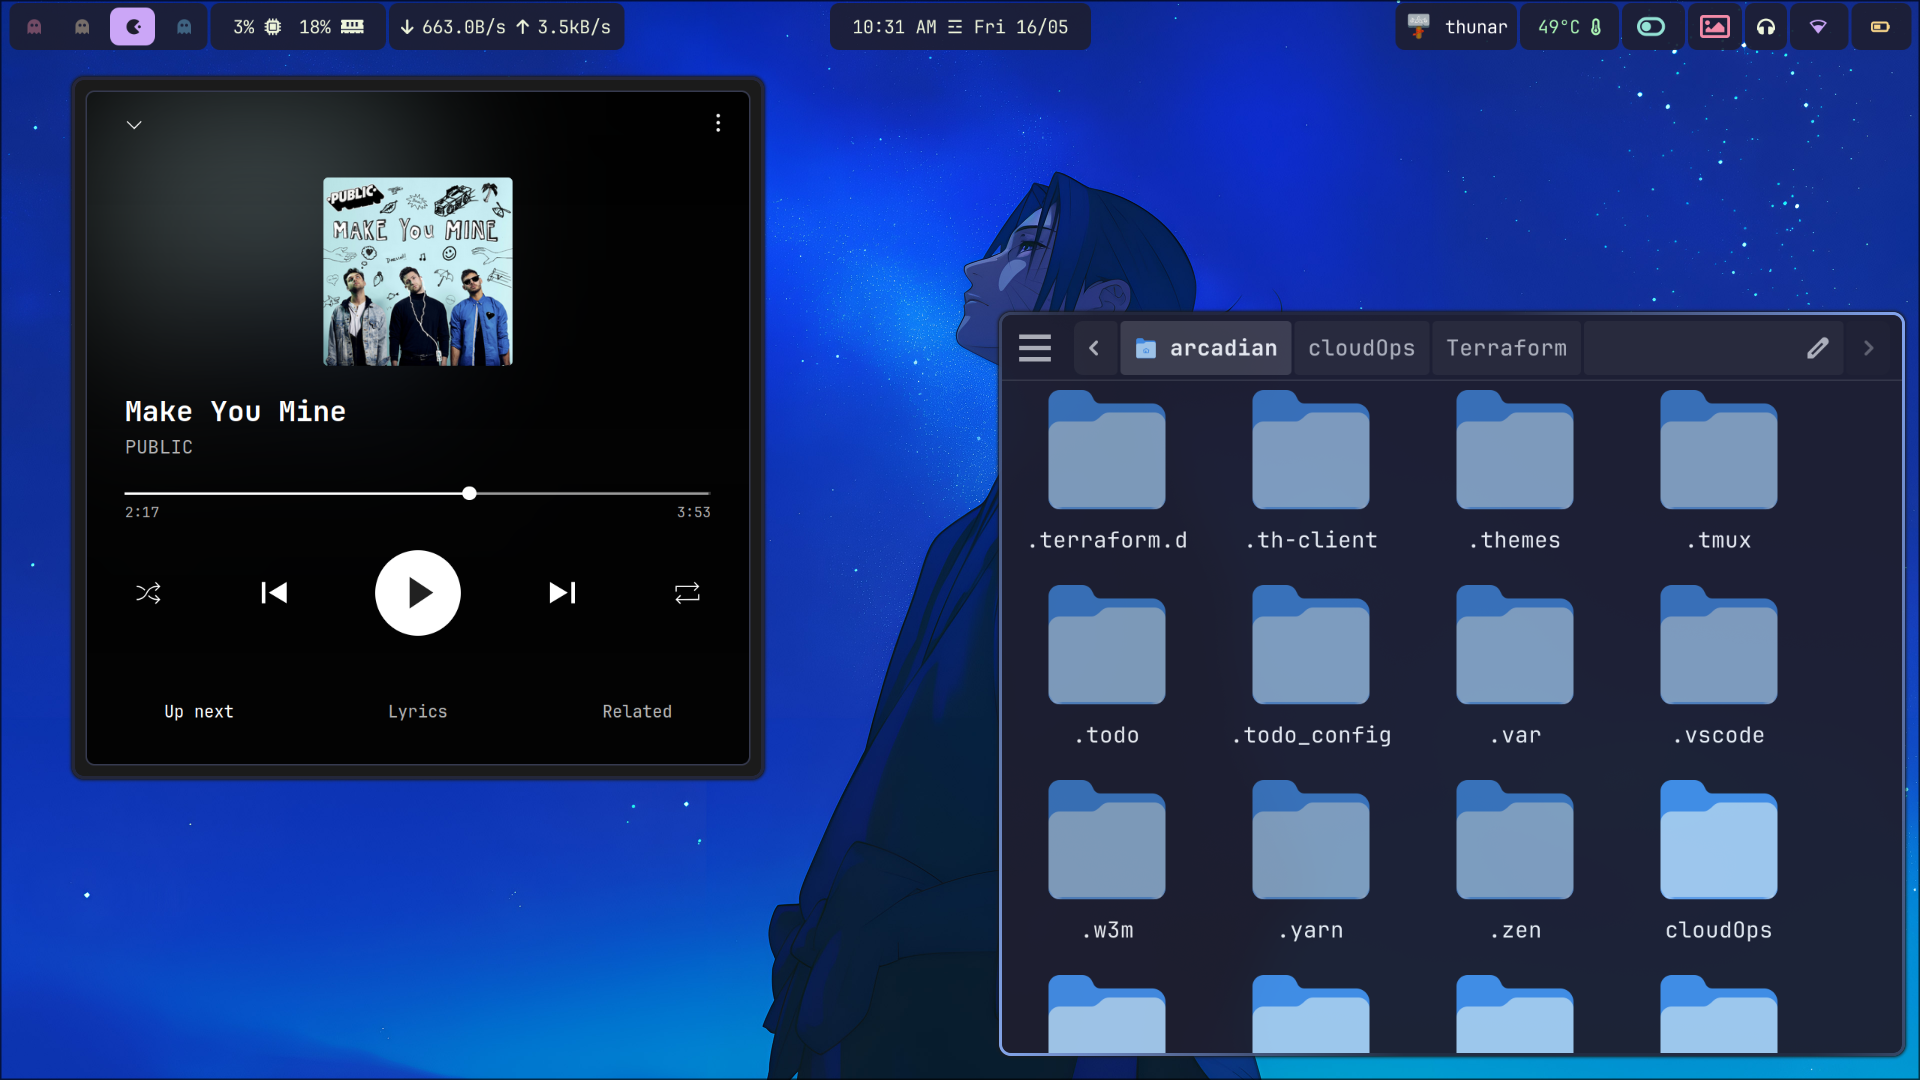 3% 18% 663.0B/s 3.5kB/s 10:31 AM Fri 16/05 thunar 49°C
PUBLIC
MAKE YOU MINE
Make You Mine
PUBLIC
2:17 3:53
Up next Lyrics Related
arcadian cloudOps Terraform
.terraform.d .th-client .themes .tmux
.todo .todo_config .var .vscode
.w3m .yarn .zen cloudOps